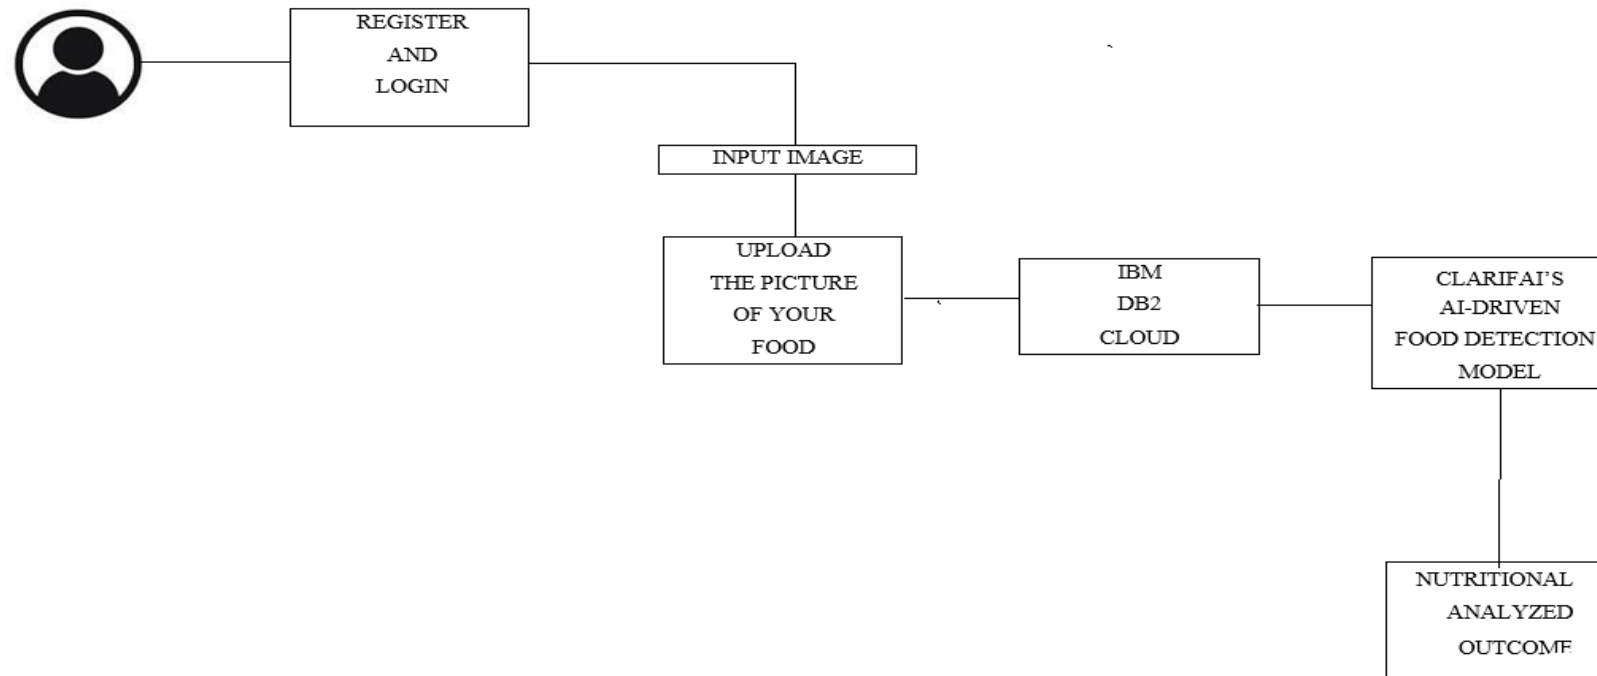 REGISTER
AND
LOGIN
INPUT IMAGE
UPLOAD
THE PICTURE
OF YOUR
FOOD
IBM
DB2
CLOUD
CLARIFAI’S
AI-DRIVEN
FOOD DETECTION
MODEL
NUTRITIONAL
ANALYZED
OUTCOME